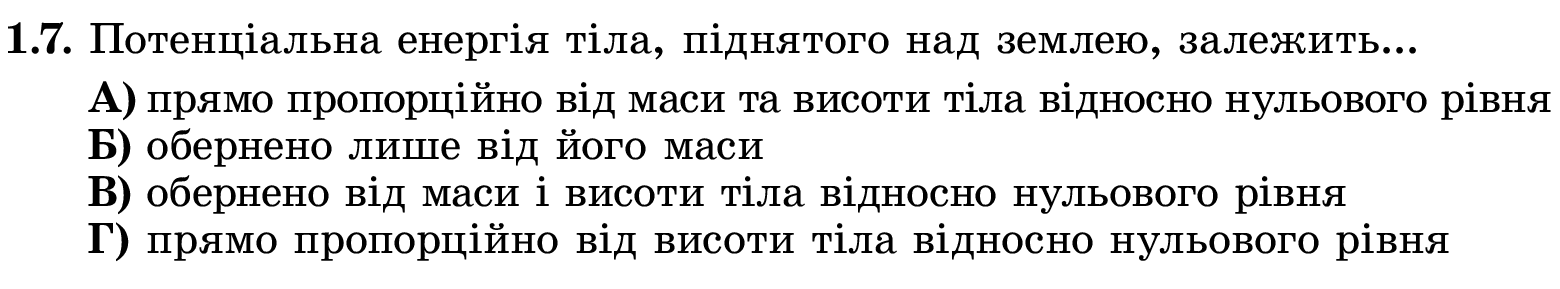 1.7. Потенціальна енергія тіла, піднятого над землею, залежить...
А) прямо пропорційно від маси та висоти тіла відносно нульового рівня
Б) обернено лише від його маси
В) обернено від маси і висоти тіла відносно нульового рівня
Г) прямо пропорційно від висоти тіла відносно нульового рівня